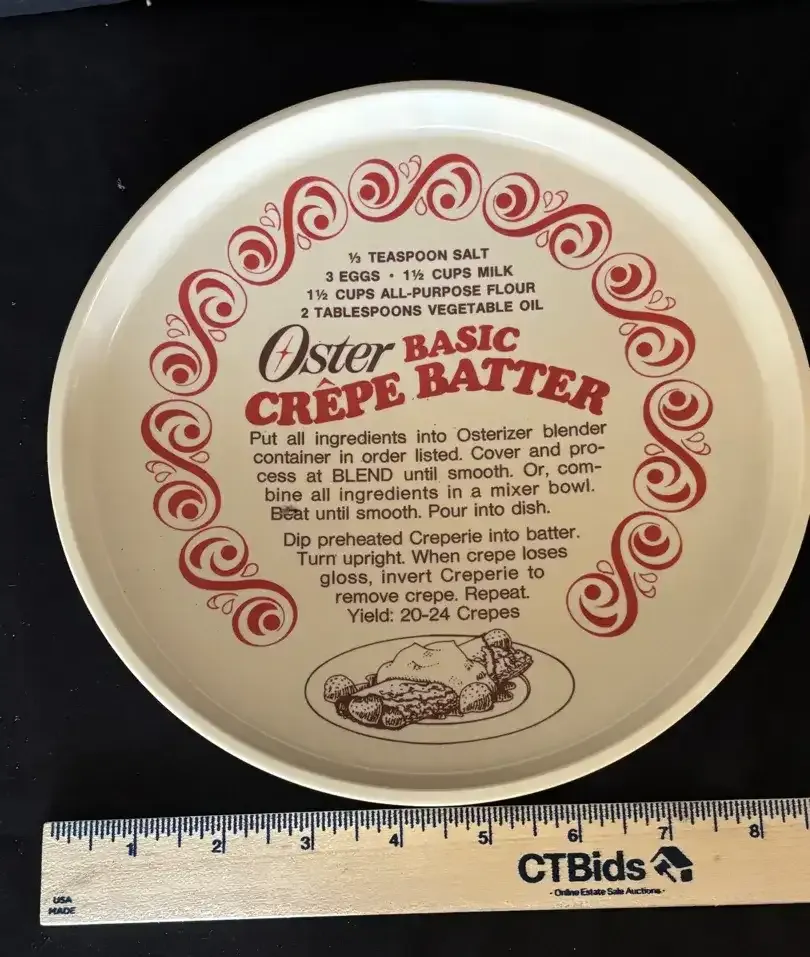 ⅓ TEASPOON SALT
3 EGGS • 1½ CUPS MILK
1½ CUPS ALL-PURPOSE FLOUR
2 TABLESPOONS VEGETABLE OIL
Oster BASIC
CRÊPE BATTER
Put all ingredients into Osterizer blender
container in order listed. Cover and pro-
cess at BLEND until smooth. Or, com-
bine all ingredients in a mixer bowl.
Beat until smooth. Pour into dish.
Dip preheated Creperie into batter.
Turn upright. When crepe loses
gloss, invert Creperie to
remove crepe. Repeat.
Yield: 20-24 Crepes
1 2 3 4 5 6 7 8
CTBids
- Online Estate Sale Auctions -
USA
MADE